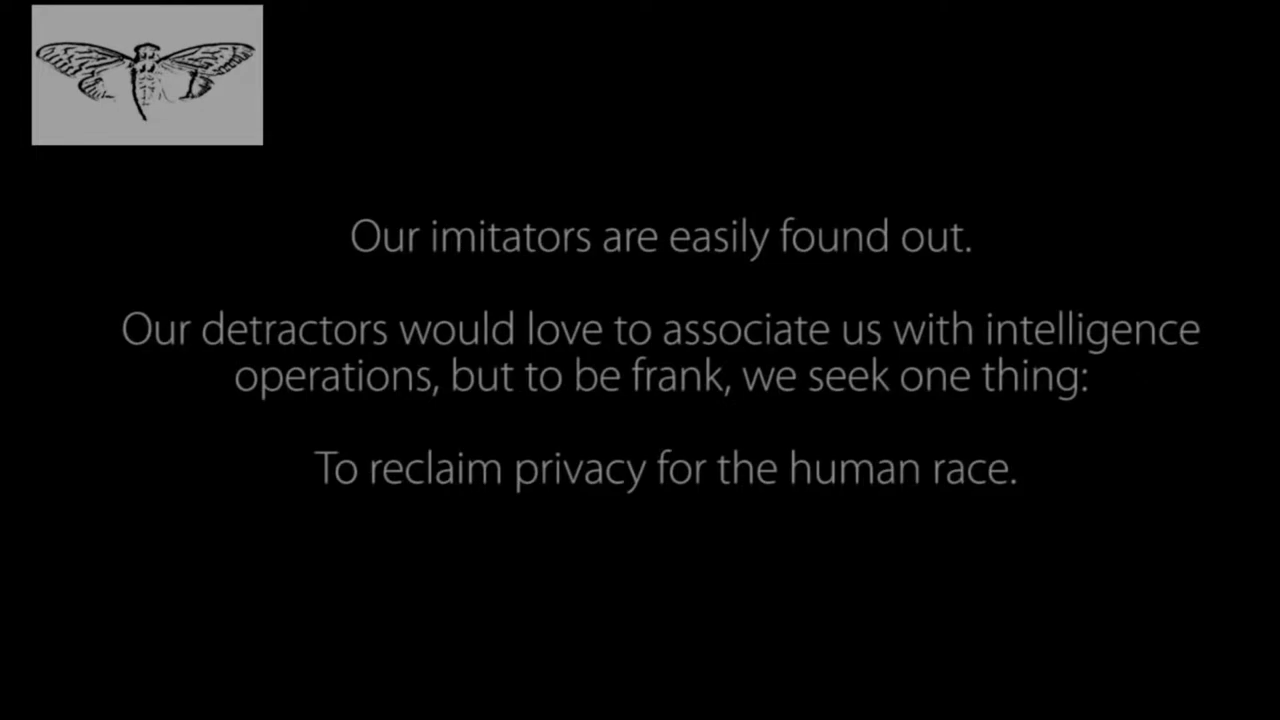 Our imitators are easily found out.
Our detractors would love to associate us with intelligence
operations, but to be frank, we seek one thing:
To reclaim privacy for the human race.